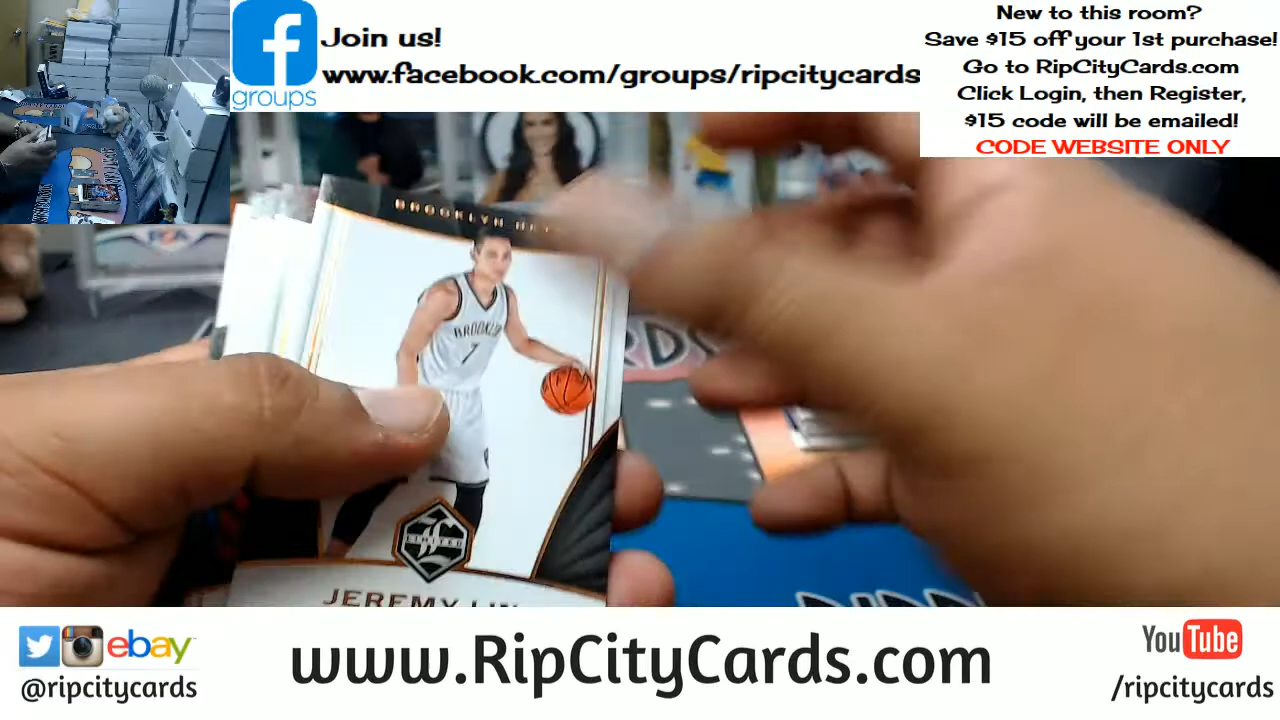 groups
Join us!
www.facebook.com/groups/ripcitycards
New to this room?
Save $15 off your 1st purchase!
Go to RipCityCards.com
Click Login, then Register,
$15 code will be emailed!
CODE WEBSITE ONLY
BROOKLYN
BROOKLYN
7
LIMITED
JEREMY LIN
ebay
@ripcitycards
www.RipCityCards.com
YouTube
/ripcitycards